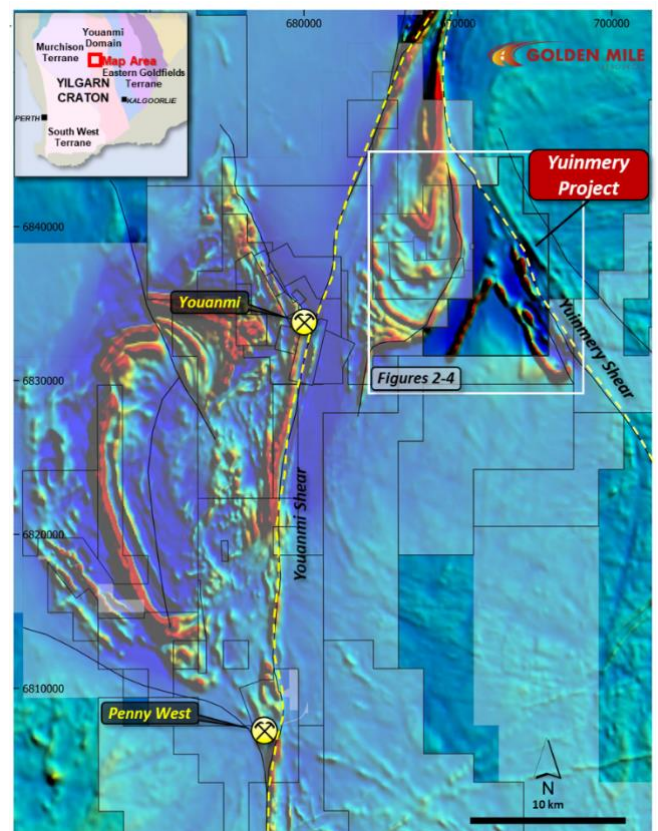 Youanmi
Domain
Murchison
Terrane
Map Area
Eastern Goldfields
Terrane
YILGARN
CRATON
KALGOORLIE
PERTH
South West
Terrane
680000
700000
GOLDEN MILE
Yuinmery
Project
6840000
Youanmi
Yuinmery Shear
6830000
Figures 2-4
Youanmi Shear
6820000
6810000
Penny West
N
10 km